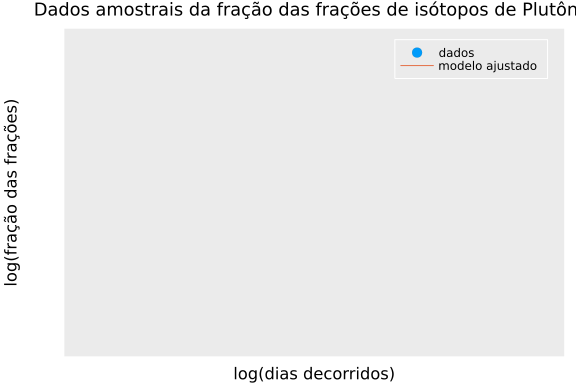 Dados amostrais da fração das frações de isótopos de Plutôn
dados
modelo ajustado
log(fração das frações)
log(dias decorridos)